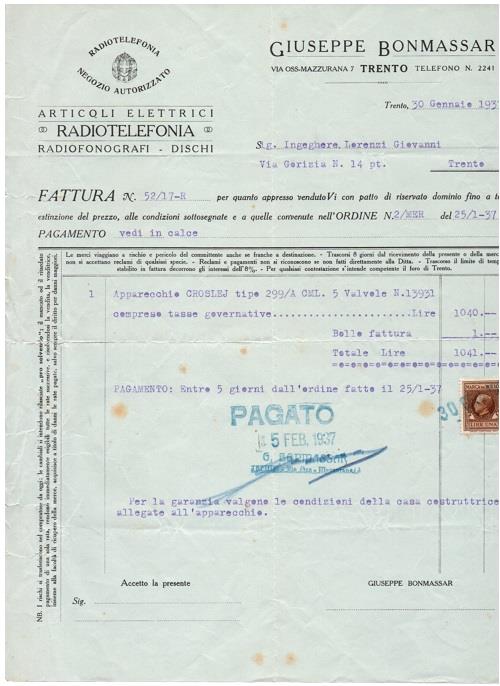 RADIOTELEFONIA
NEGOZIO AUTORIZZATO
GIUSEPPE BONMASSAR
VIA OSS-MAZZURANA 7 TRENTO TELEFONO N. 2241
ARTICOLI ELETTRICI
RADIOTELEFONIA
RADIOFONOGRAFI - DISCHI
Trento, 30 Gennaio 193
Sig. Ingeghere Lorenzi Giovanni
Via Gorizia N. 14 pt. Trento
FATTURA N. 52/17-R per quanto appresso vendutoVi con patto di riservato dominio fino a t
estinzione del prezzo, alle condizioni sottosegnate e a quelle convenute nell'ORDINE N. 2/MER del 25/1-37
PAGAMENTO vedi in calce
Le merci viaggiano a rischio e pericolo del committente anche se franche a destinazione. - Trascorsi 8 giorni dal ricevimento della presente o della merc
non si accettano reclami di qualsiasi specie. - Reclami e pagamenti non si riconoscono se non fatti direttamente alla Ditta. - Trascorso il limite di temp
stabilito in fattura decorrono gli interessi dell'8%. - Per qualsiasi contestazione s'intende competente il foro di Trento.
1 Apparecchio CROSLEJ tipo 299/A CML. 5 Valvole N.13931
comprese tasse governative......................Lire 1040.--
Bollo fattura 1.--
Totale Lire 1041.--
PAGAMENTO: Entro 5 giorni dall'ordine fatto il 25/1-37
PAGATO
5 FEB. 1937
G. BONMASSAR
MARCA DA BOLLO
30
Per la garanzia valgono le condizioni della casa costruttrice
allegate all'apparecchio.
Accetto la presente
GIUSEPPE BONMASSAR
Sig.